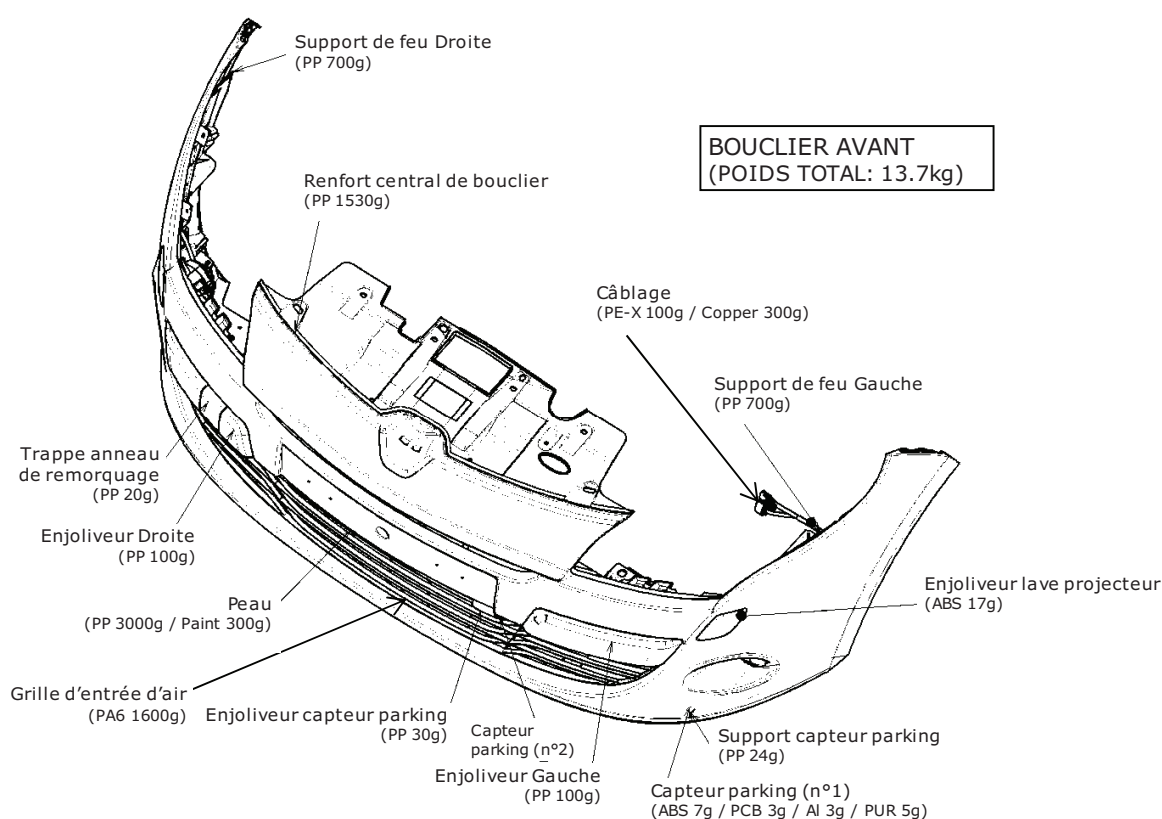 Support de feu Droite
(PP 700g)
BOUCLIER AVANT
(POIDS TOTAL: 13.7kg)
Renfort central de bouclier
(PP 1530g)
Câblage
(PE-X 100g / Copper 300g)
Support de feu Gauche
(PP 700g)
Trappe anneau
de remorquage
(PP 20g)
Enjoliveur Droite
(PP 100g)
Enjoliveur lave projecteur
(ABS 17g)
Peau
(PP 3000g / Paint 300g)
Grille d'entrée d'air
(PA6 1600g)
Enjoliveur capteur parking
(PP 30g)
Capteur
parking (n°2)
Support capteur parking
(PP 24g)
Enjoliveur Gauche
(PP 100g)
Capteur parking (n°1)
(ABS 7g / PCB 3g / Al 3g / PUR 5g)